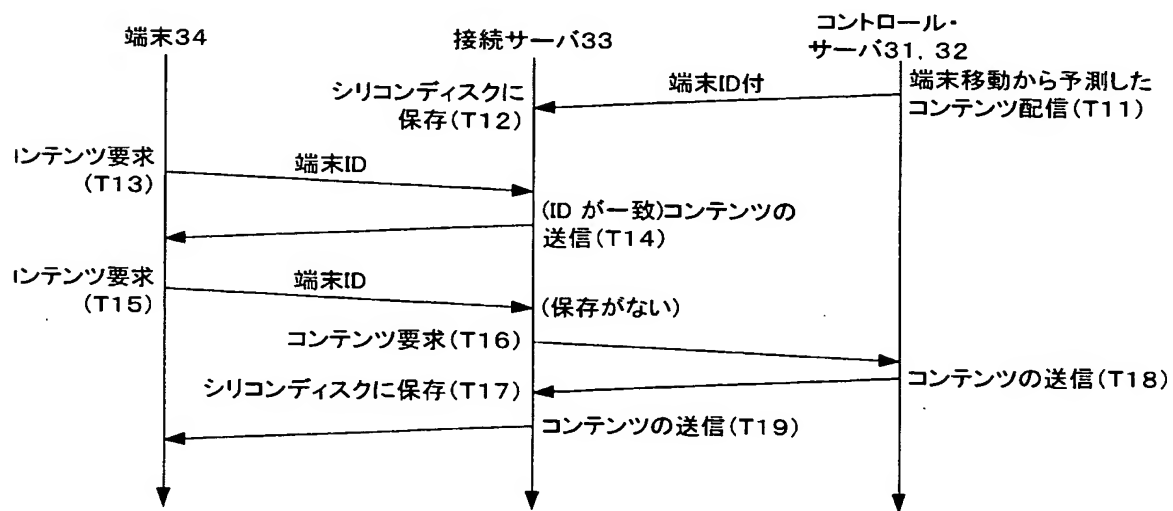 端末34
接続サーバ33
コントロール・
サーバ31, 32
端末ID付
端末移動から予測した
コンテンツ配信(T11)
シリコンディスクに
保存(T12)
ンテンツ要求
(T13)
端末ID
(ID が一致)コンテンツの
送信(T14)
ンテンツ要求
(T15)
端末ID
(保存がない)
コンテンツ要求(T16)
コンテンツの送信(T18)
シリコンディスクに保存(T17)
コンテンツの送信(T19)